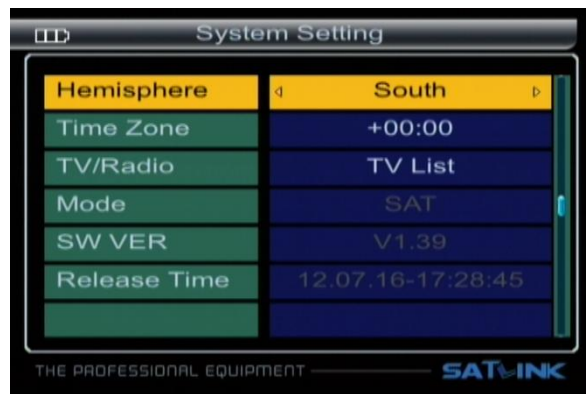 System Setting
Hemisphere South
Time Zone +00:00
TV/Radio TV List
Mode SAT
SW VER V1.39
Release Time 12.07.16-17:28:45
THE PROFESSIONAL EQUIPMENT SATLINK